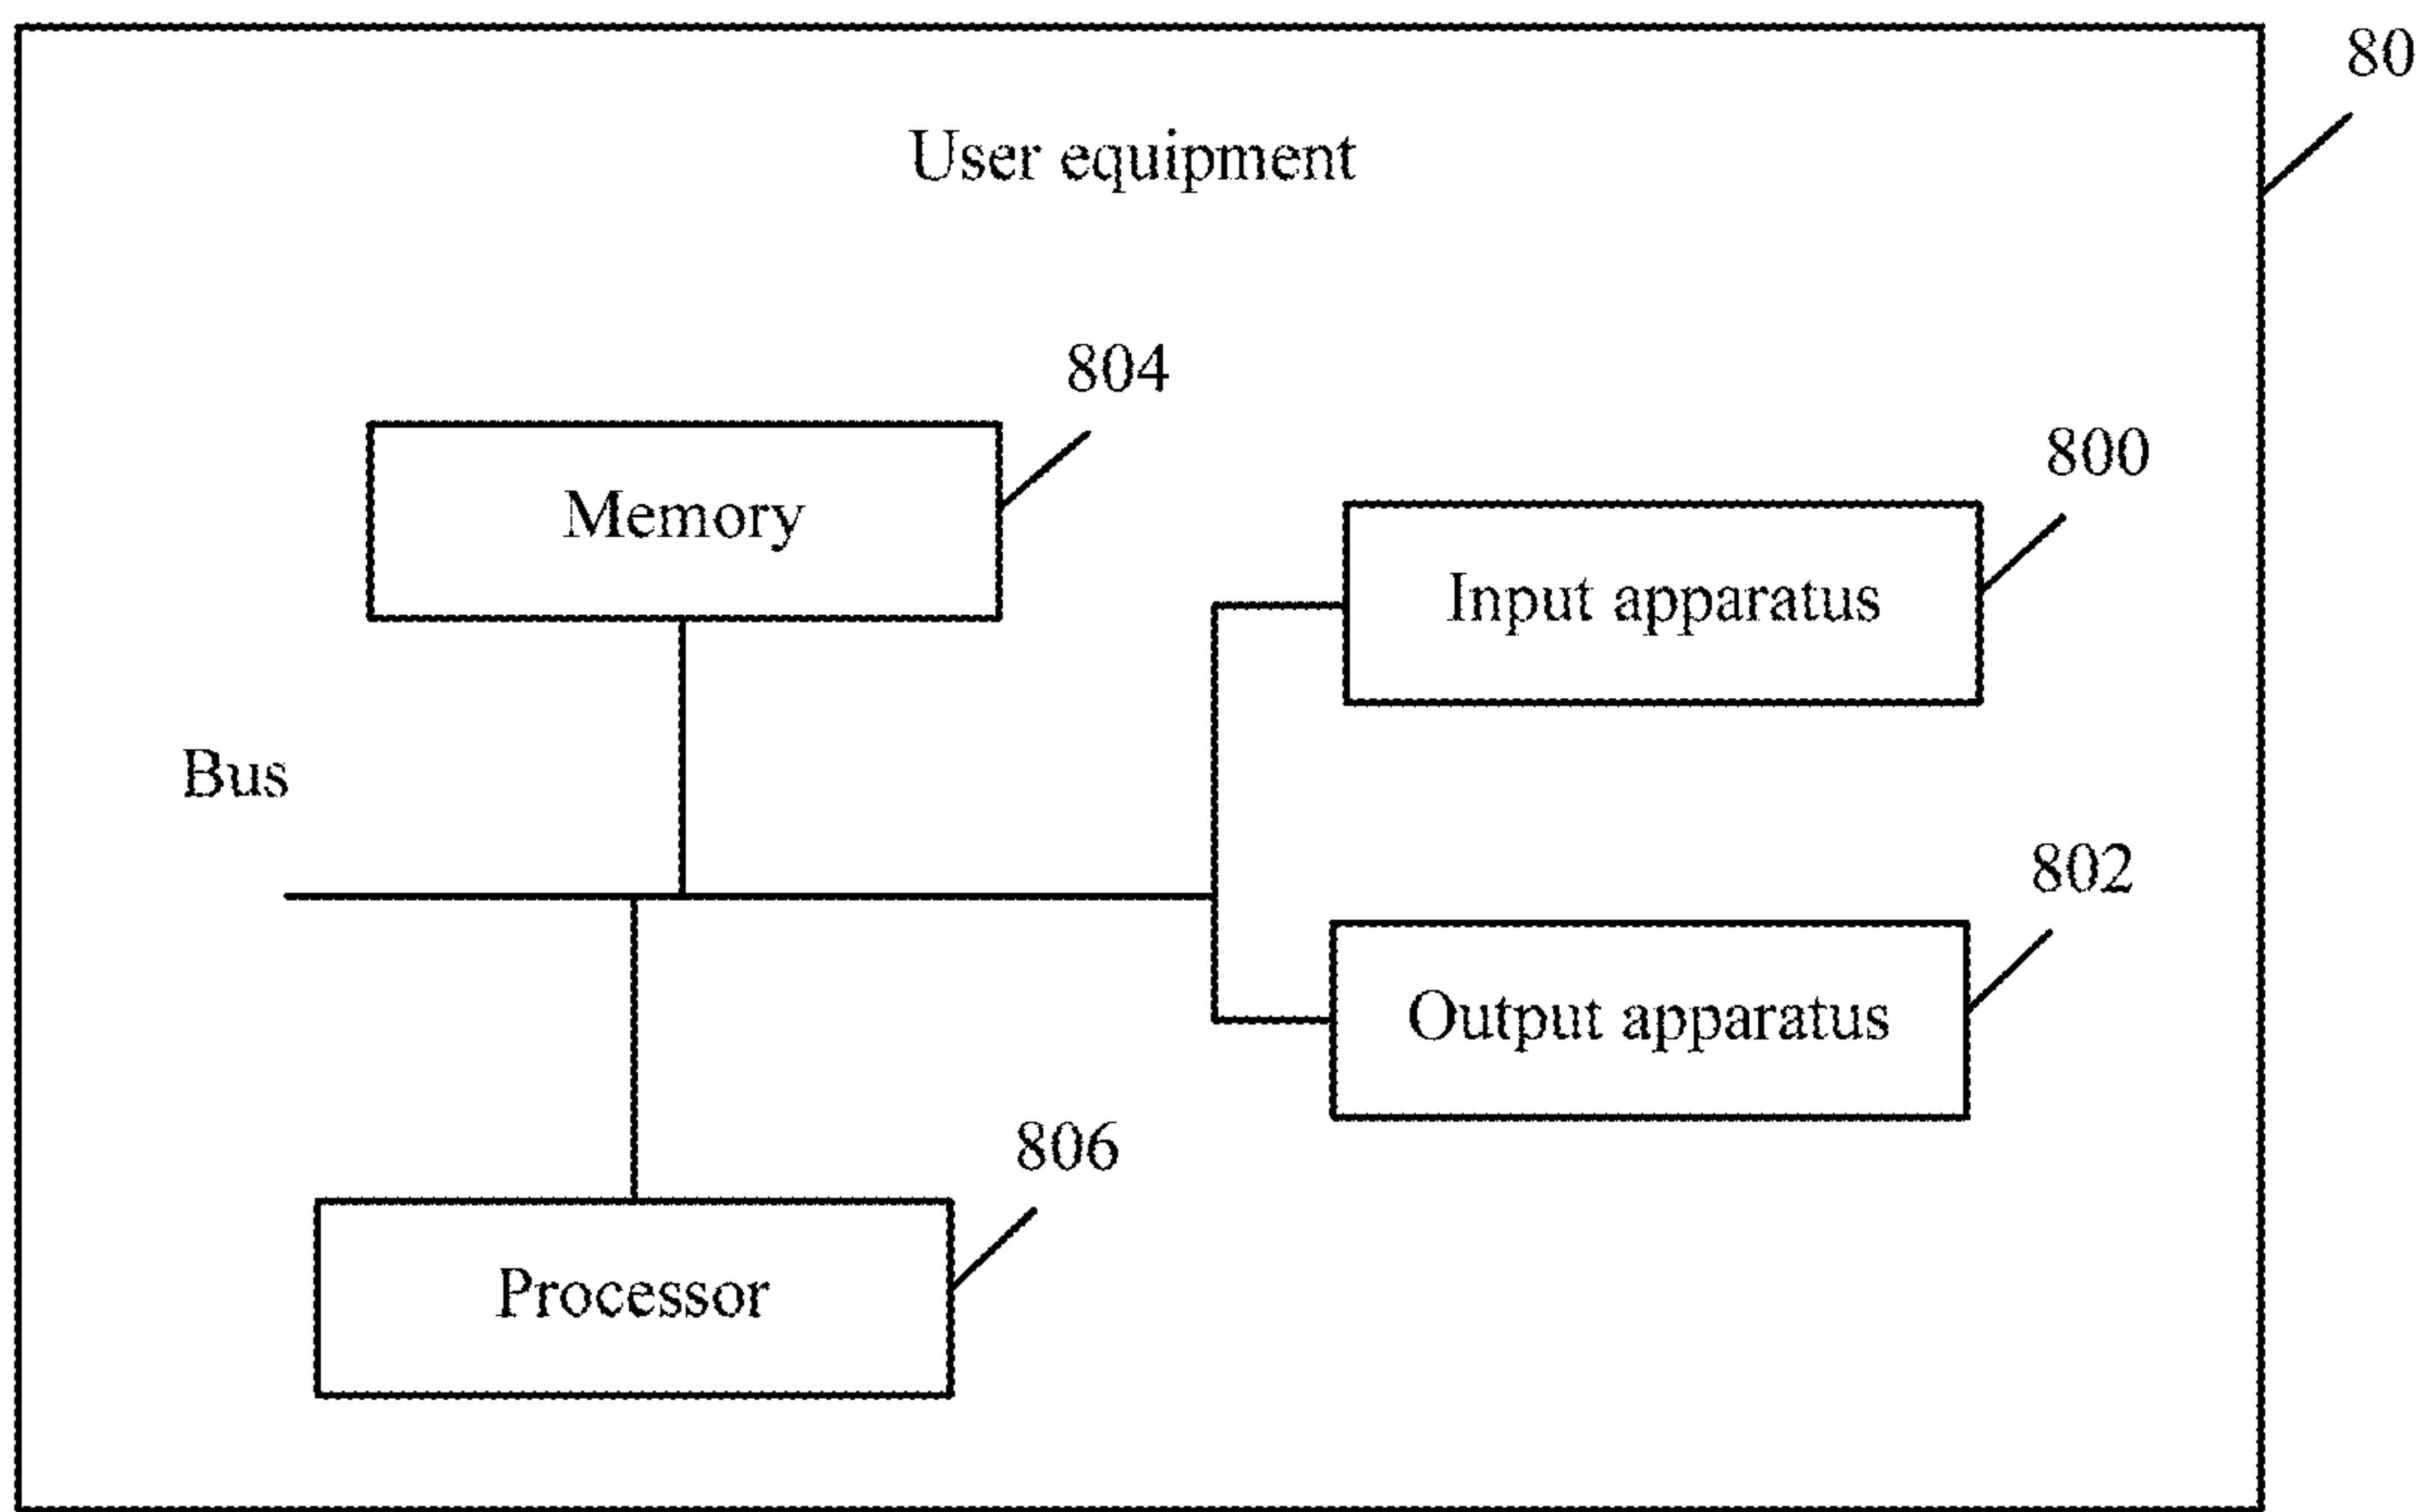 80
User equipment
804
Memory
800
Input apparatus
Bus
802
Output apparatus
806
Processor